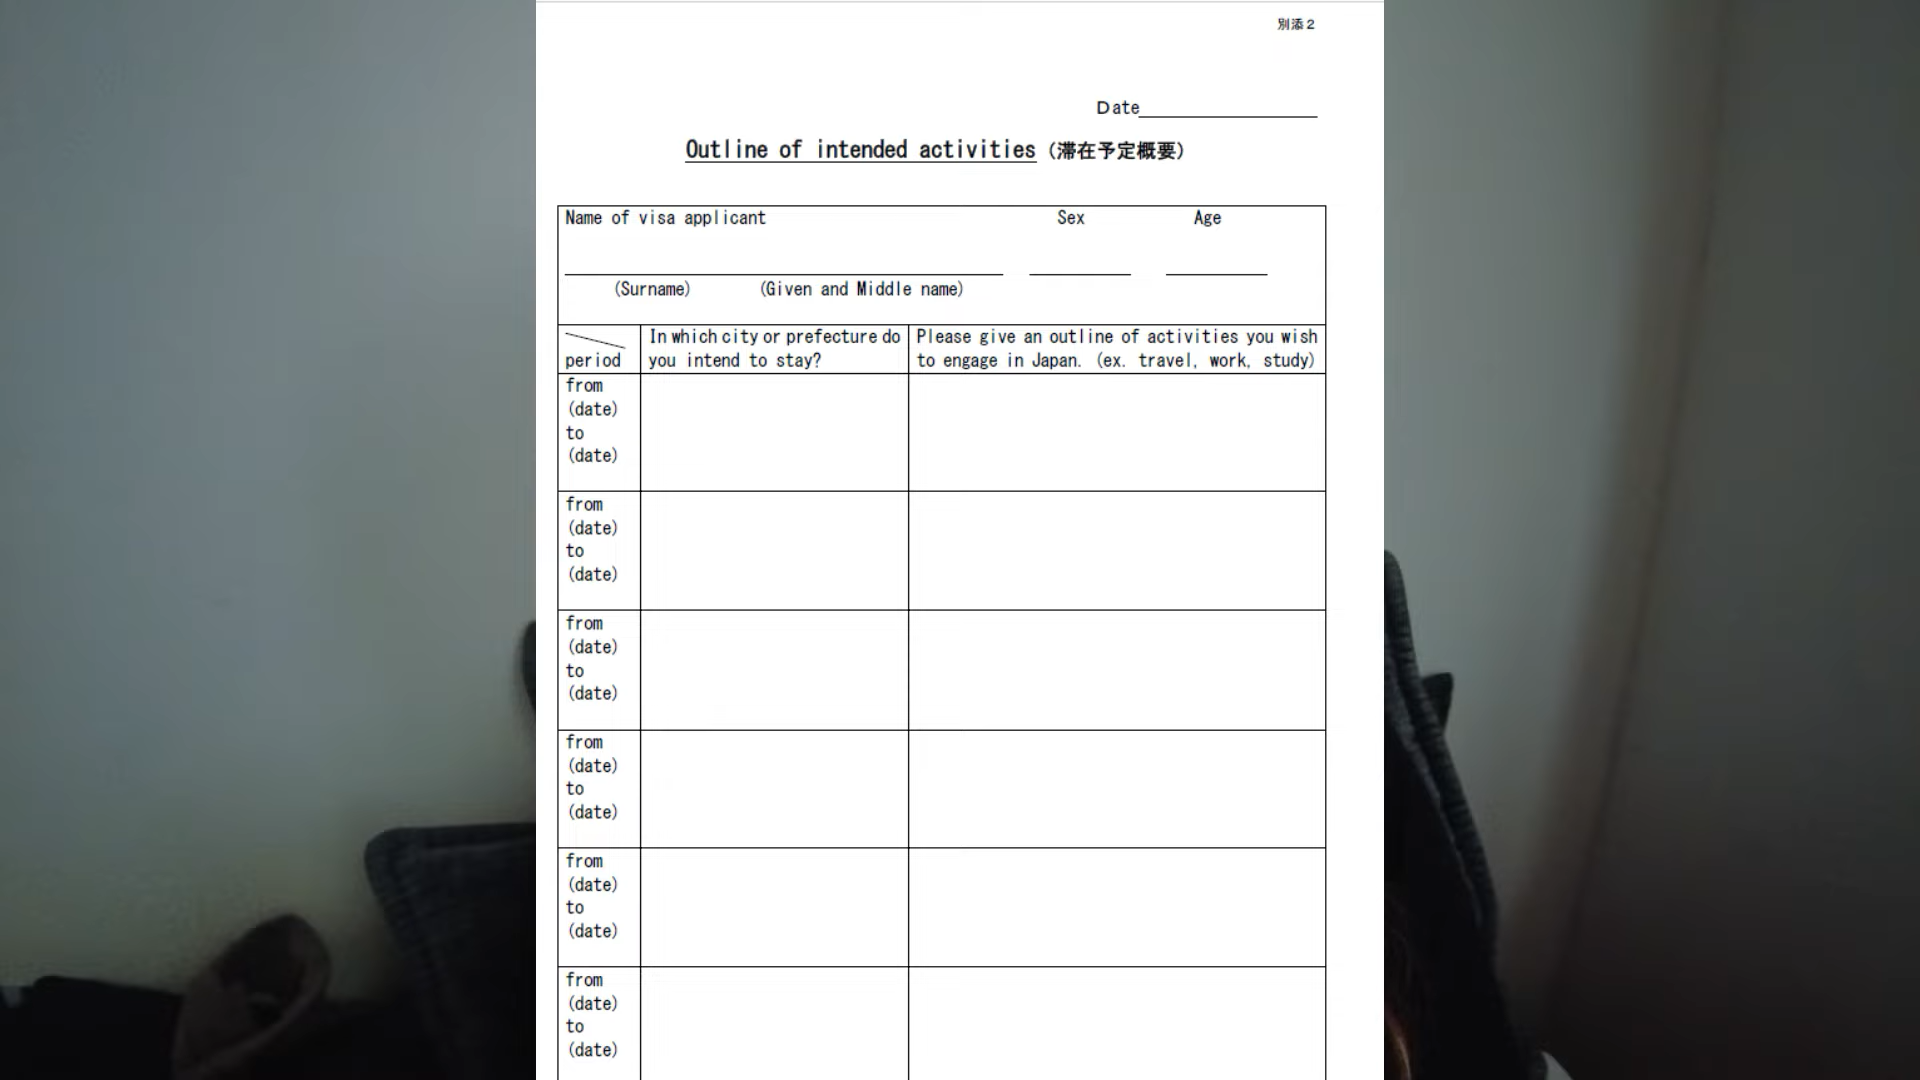 別添２
Date
Outline of intended activities（滞在予定概要）
Name of visa applicant Sex Age
(Surname) (Given and Middle name)
period
In which city or prefecture do
you intend to stay?
Please give an outline of activities you wish
to engage in Japan. (ex. travel, work, study)
from
(date)
to
(date)
from
(date)
to
(date)
from
(date)
to
(date)
from
(date)
to
(date)
from
(date)
to
(date)
from
(date)
to
(date)